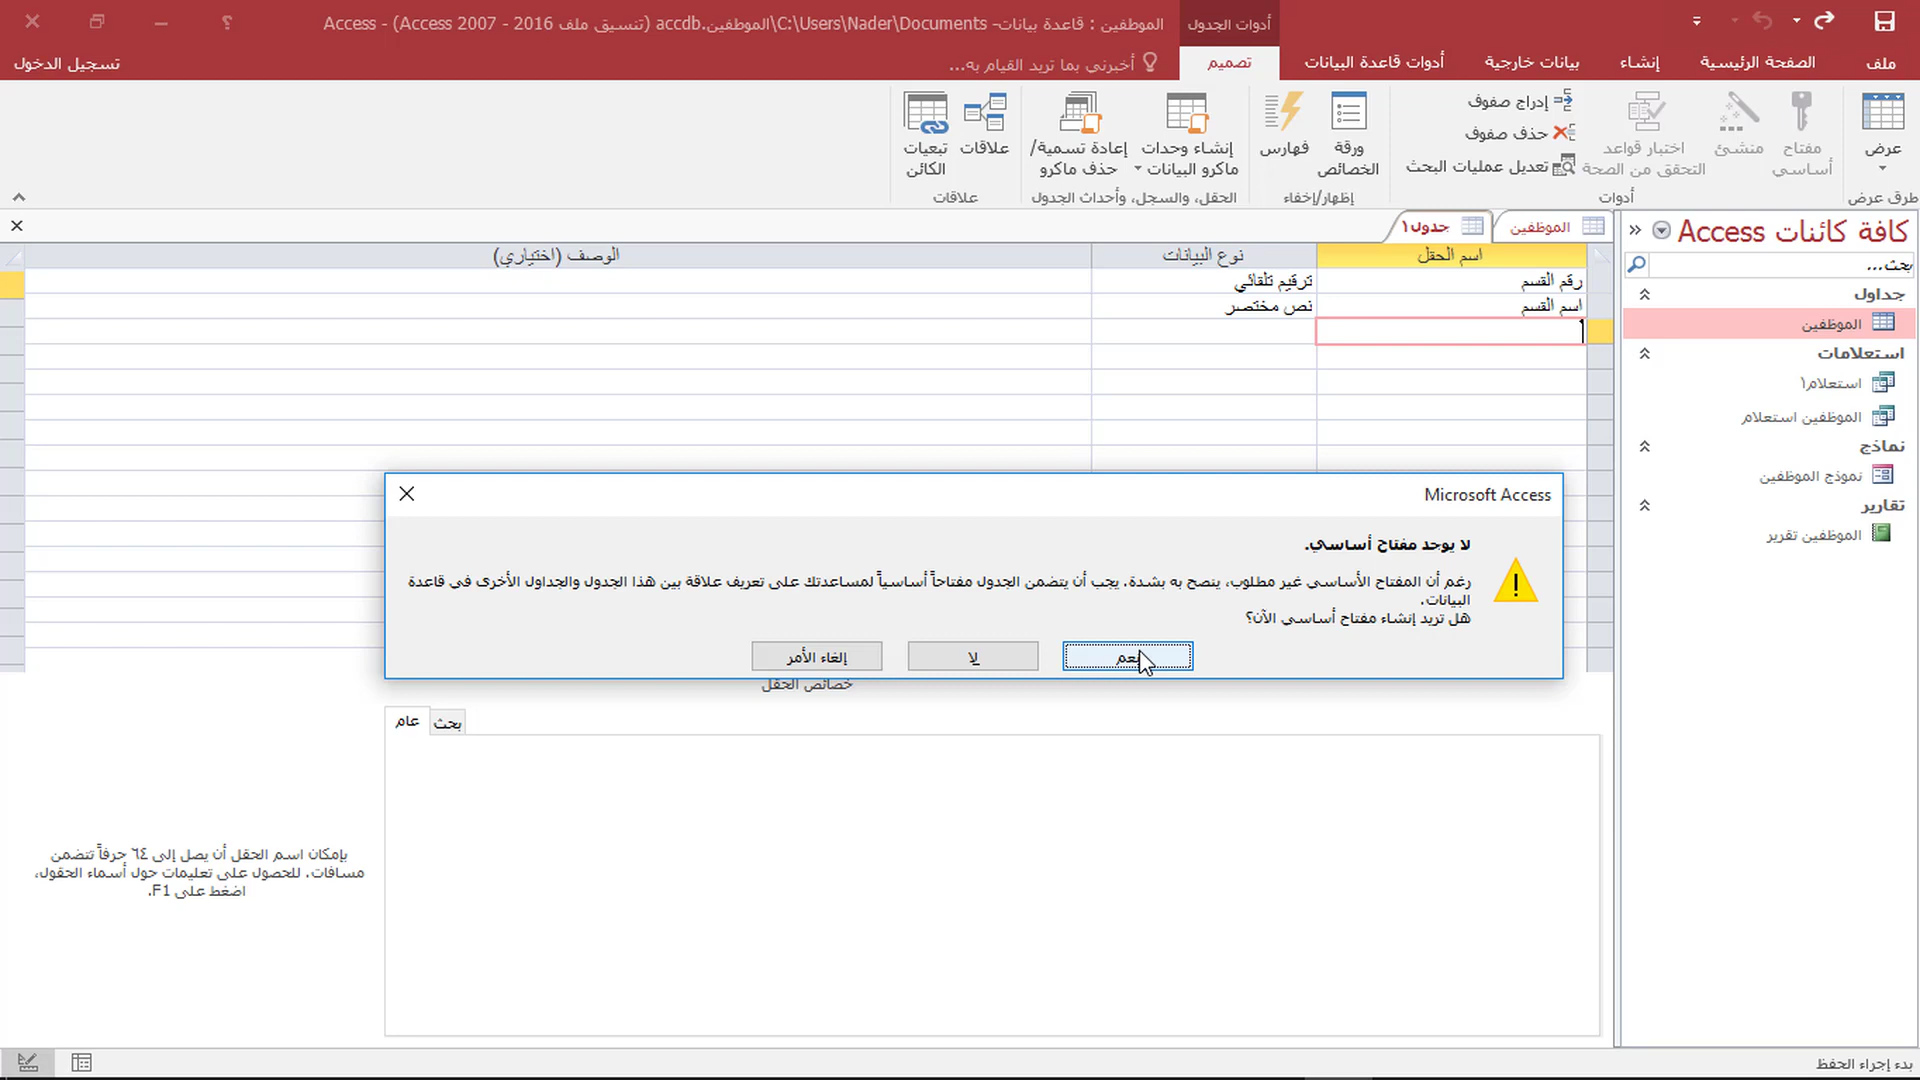 الموظفين : قاعدة بيانات- C:\Users\Nader\Documents\الموظفين.accdb (تنسيق ملف Access 2007 - 2016) - Access
أدوات الجدول
ملف
الصفحة الرئيسية
إنشاء
بيانات خارجية
أدوات قاعدة البيانات
تصميم
أخبرني بما تريد القيام به...
تسجيل الدخول
عرض
مفتاح
أساسي
منشئ
اختبار قواعد
التحقق من الصحة
إدراج صفوف
حذف صفوف
تعديل عمليات البحث
ورقة
الخصائص
فهارس
إنشاء وحدات
ماكرو البيانات
إعادة تسمية/
حذف ماكرو
علاقات
تبعيات
الكائن
طرق عرض
أدوات
إظهار/إخفاء
الحقل، والسجل، وأحداث الجدول
علاقات
كافة كائنات Access
بحث...
جداول
الموظفين
استعلامات
استعلام١
الموظفين استعلام
نماذج
نموذج الموظفين
تقارير
الموظفين تقرير
الموظفين
جدول١
اسم الحقل
نوع البيانات
الوصف (اختياري)
رقم القسم
ترقيم تلقائي
اسم القسم
نص مختصر
Microsoft Access
لا يوجد مفتاح أساسي.
رغم أن المفتاح الأساسي غير مطلوب، ينصح به بشدة. يجب أن يتضمن الجدول مفتاحاً أساسياً لمساعدتك على تعريف علاقة بين هذا الجدول والجداول الأخرى في قاعدة
البيانات.
هل تريد إنشاء مفتاح أساسي الآن؟
نعم
لا
إلغاء الأمر
خصائص الحقل
عام
بحث
بإمكان اسم الحقل أن يصل إلى ٦٤ حرفاً تتضمن
مسافات. للحصول على تعليمات حول أسماء الحقول،
اضغط على F1.
بدء إجراء الحفظ